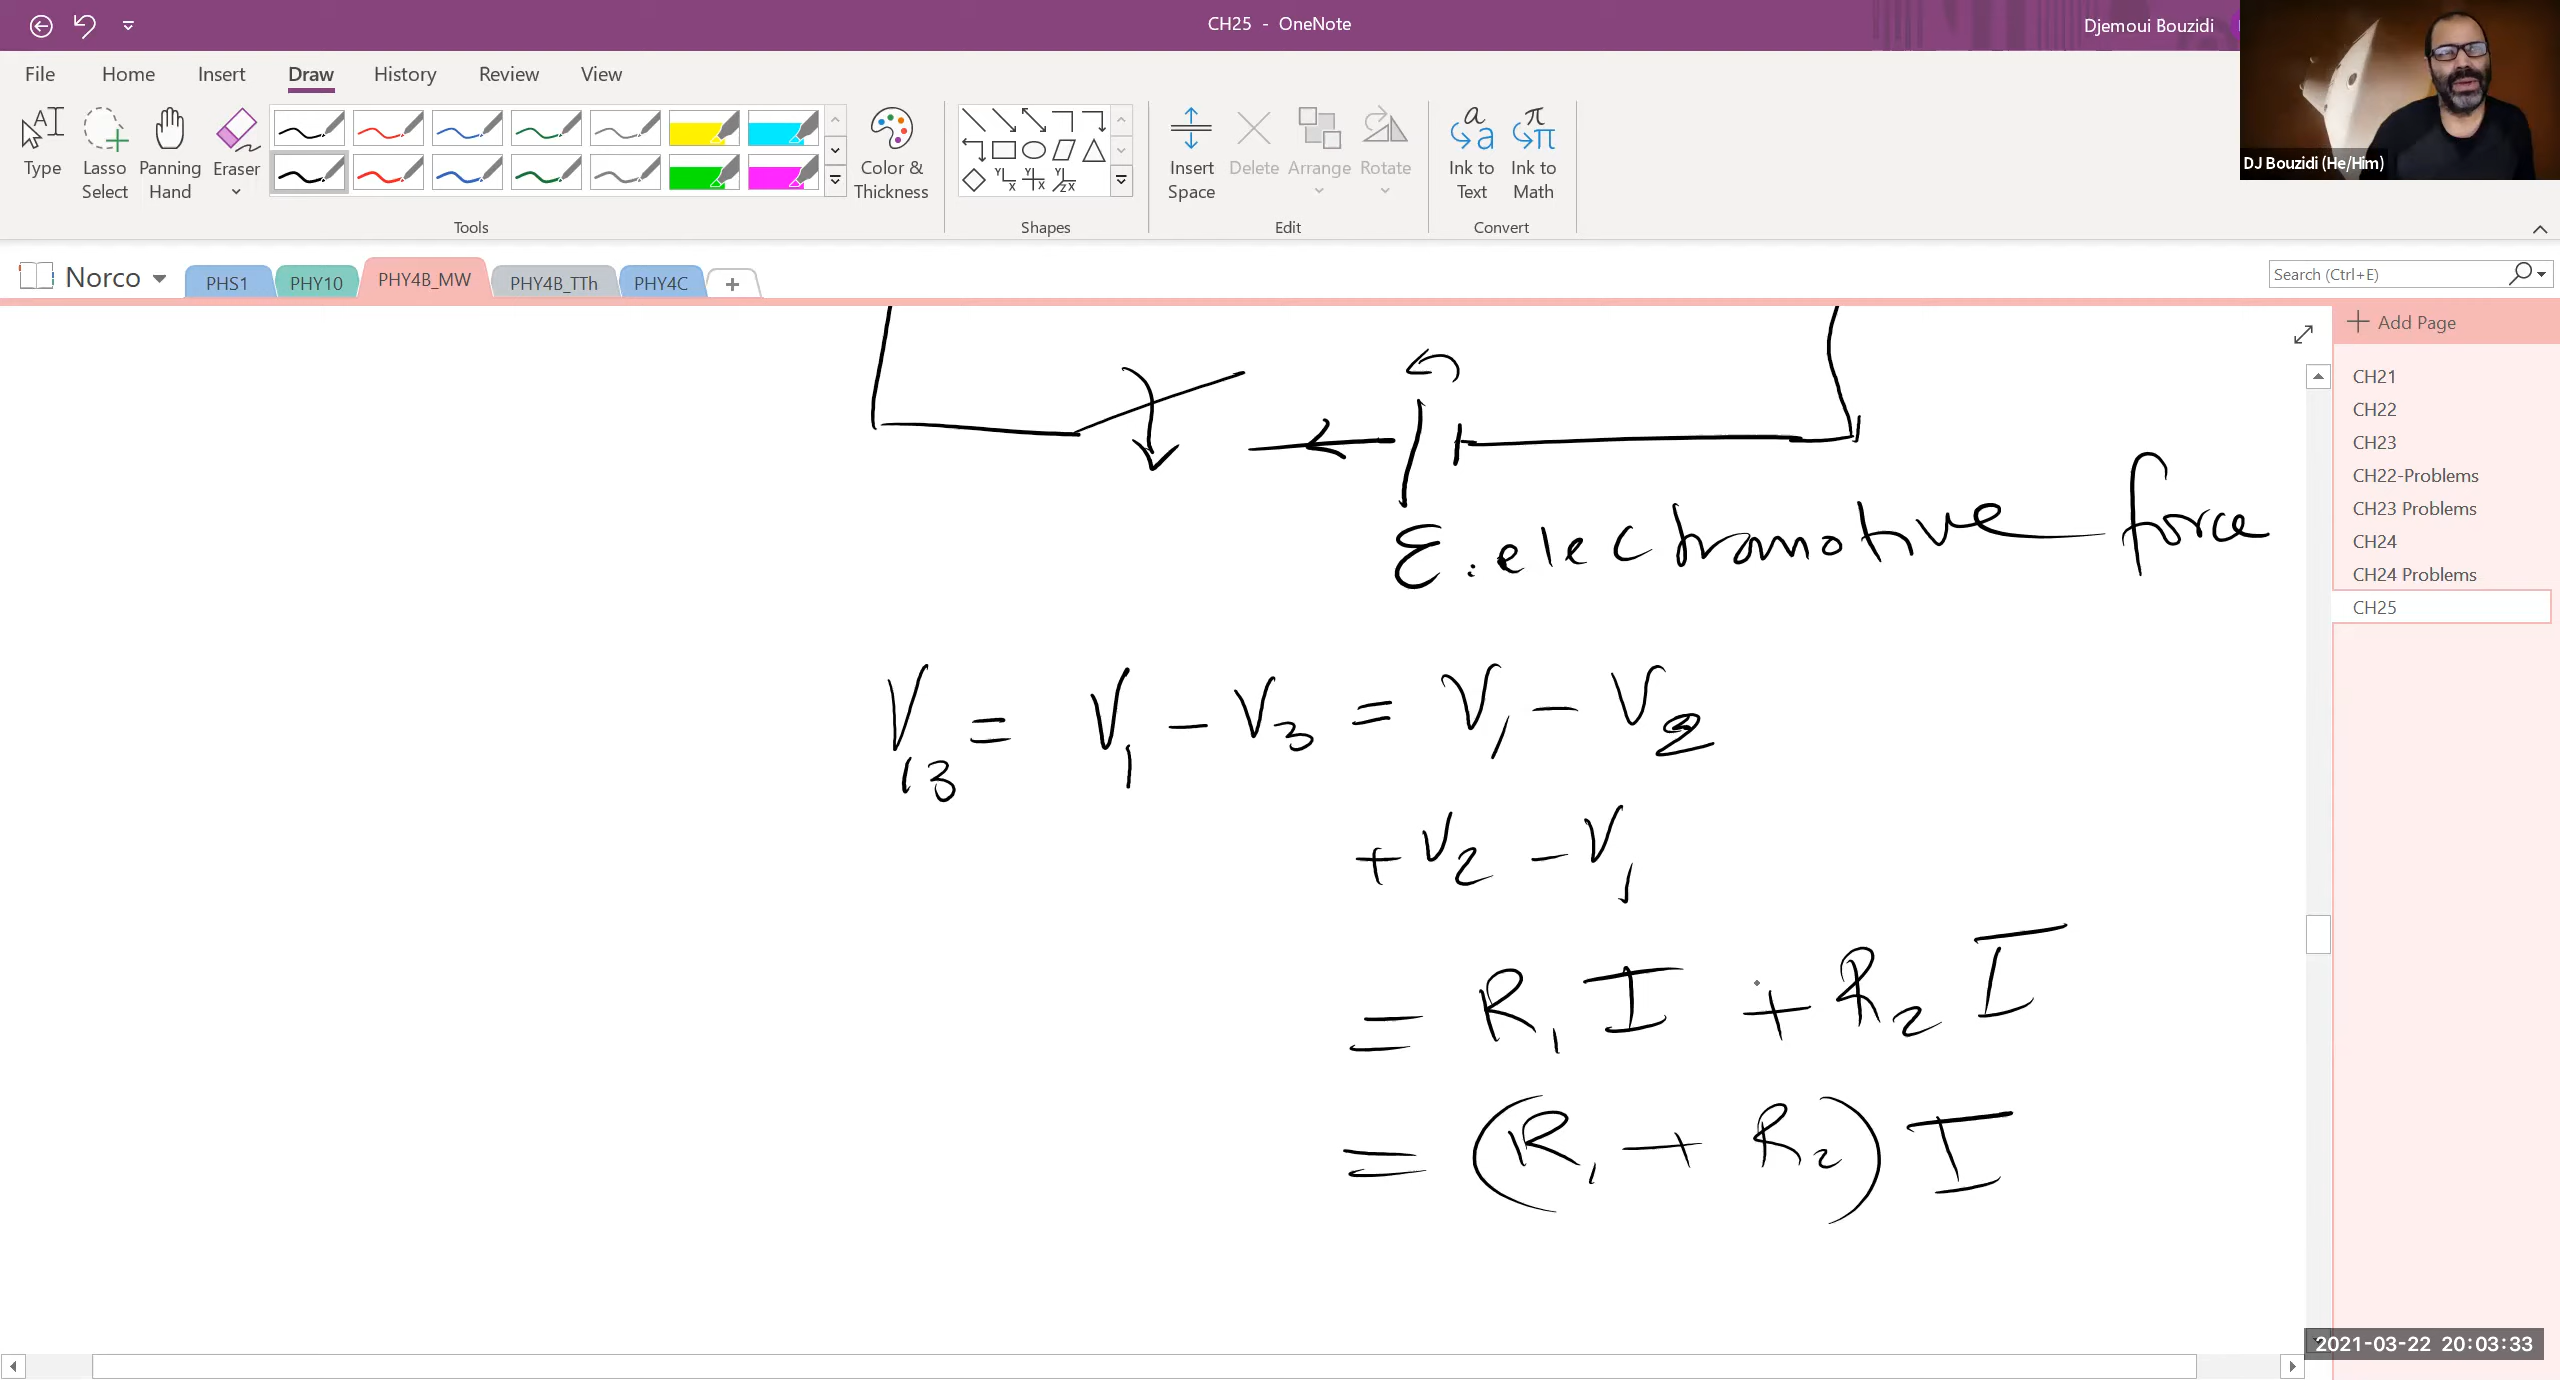 CH25 - OneNote
Djemoui Bouzidi
File Home Insert Draw History Review View
Type
Lasso Select
Panning Hand
Eraser
Color & Thickness
Insert Space
Delete
Arrange
Rotate
Ink to Text
Ink to Math
Tools
Shapes
Edit
Convert
DJ Bouzidi (He/Him)
Norco
PHS1
PHY10
PHY4B_MW
PHY4B_TTh
PHY4C
Search (Ctrl+E)
Add Page
CH21
CH22
CH23
CH22-Problems
CH23 Problems
CH24
CH24 Problems
CH25
ℰ: electromotive force
V₁₃ = V₁ - V₃ = V₁ - V₂
+ V₂ - V₁
= R₁ I + R₂ I
= (R₁ + R₂) I
2021-03-22 20:03:33